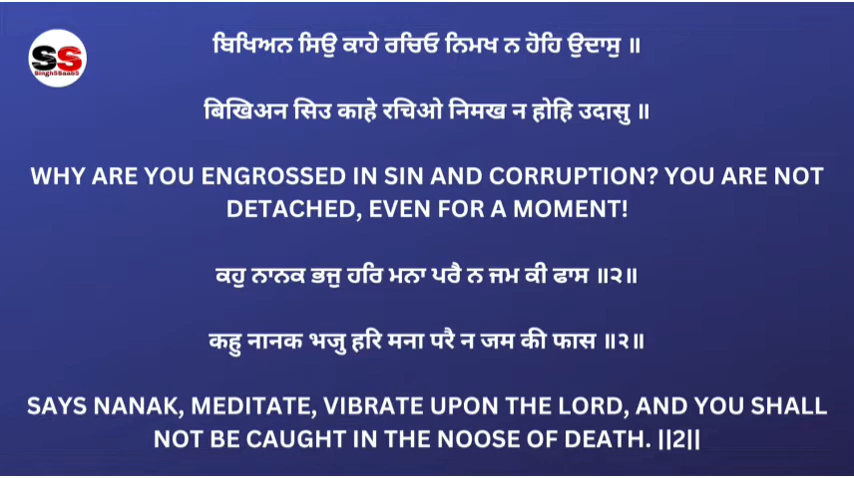 SS
Singh5Saab5
ਬਿਖਿਅਨ ਸਿਉ ਕਾਹੇ ਰਚਿਓ ਨਿਮਖ ਨ ਹੋਹਿ ਉਦਾਸੁ ॥
बिखिअन सिउ काहे रचिओ निमख न होहि उदासु ॥
WHY ARE YOU ENGROSSED IN SIN AND CORRUPTION? YOU ARE NOT
DETACHED, EVEN FOR A MOMENT!
ਕਹੁ ਨਾਨਕ ਭਜੁ ਹਰਿ ਮਨਾ ਪਰੈ ਨ ਜਮ ਕੀ ਫਾਸ ॥੨॥
कहु नानक भजु हरि मना परै न जम की फास ॥२॥
SAYS NANAK, MEDITATE, VIBRATE UPON THE LORD, AND YOU SHALL
NOT BE CAUGHT IN THE NOOSE OF DEATH. ||2||